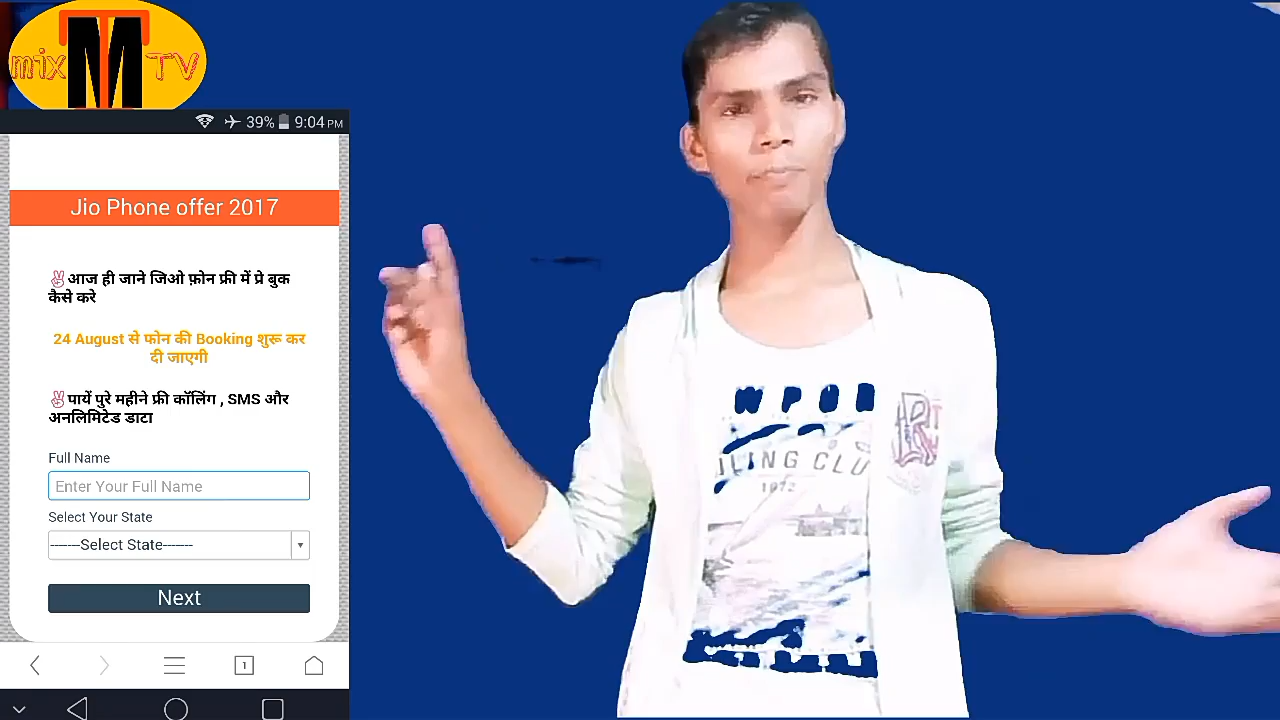 mix TV
39% 9:04 PM
Jio Phone offer 2017
✌आज ही जाने जिओ फ़ोन फ्री में प्रे बुक
कैसे करे
24 August से फोन की Booking शुरू कर
दी जाएगी
✌पायें पुरे महीने फ्री कॉलिंग , SMS और
अनलिमिटेड डाटा
Full Name
Enter Your Full Name
Select Your State
------Select State------
Next
1
1972